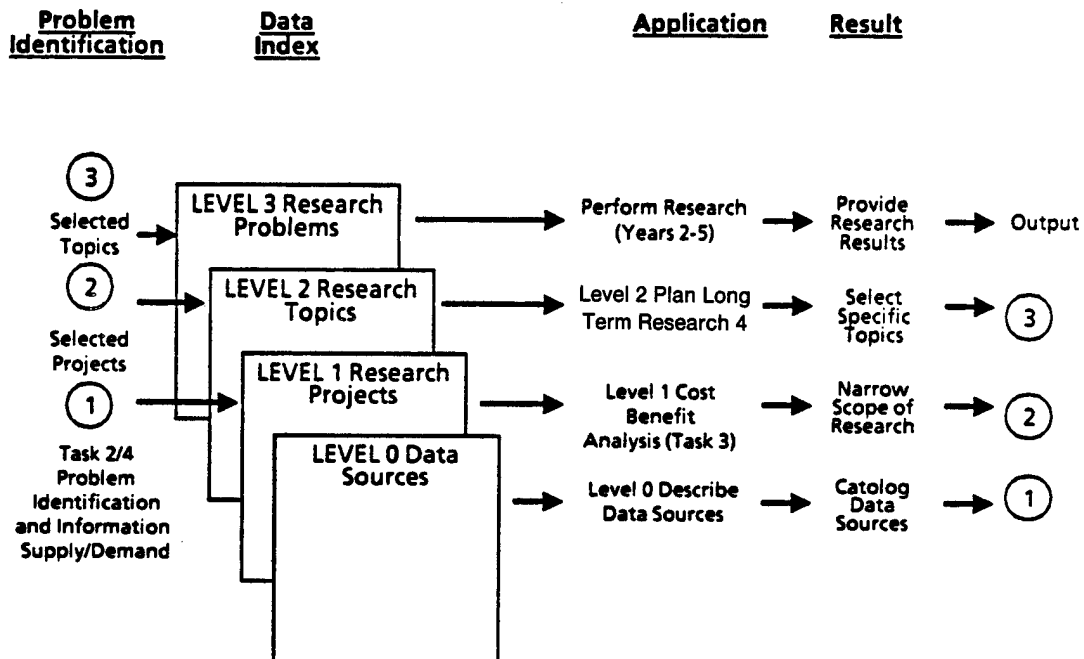 Problem
Identification
Data
Index
Application
Result
3
Selected
Topics
LEVEL 3 Research
Problems
Perform Research
(Years 2-5)
Provide
Research
Results
Output
2
Selected
Projects
LEVEL 2 Research
Topics
Level 2 Plan Long
Term Research 4
Select
Specific
Topics
3
1
Task 2/4
Problem
Identification
and Information
Supply/Demand
LEVEL 1 Research
Projects
Level 1 Cost
Benefit
Analysis (Task 3)
Narrow
Scope of
Research
2
LEVEL 0 Data
Sources
Level 0 Describe
Data Sources
Catolog
Data
Sources
1